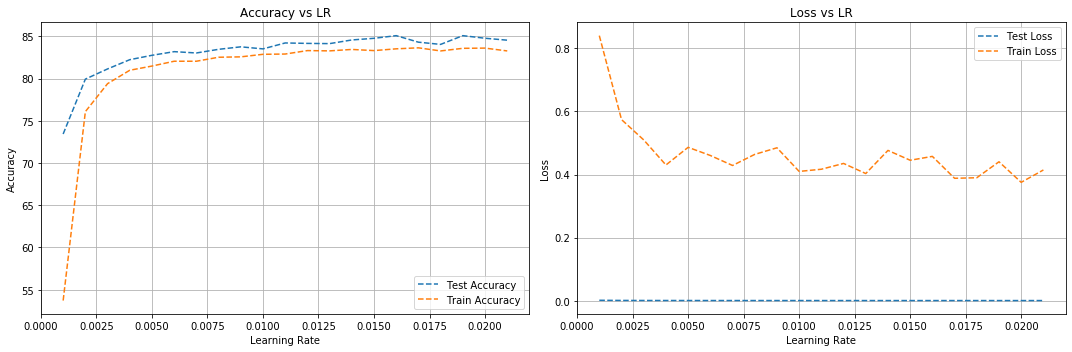 Accuracy vs LR
85
80
75
70
65
60
55
Accuracy
0.0000 0.0025 0.0050 0.0075 0.0100 0.0125 0.0150 0.0175 0.0200
Learning Rate
Test Accuracy
Train Accuracy
Loss vs LR
0.8
0.6
0.4
0.2
0.0
Loss
0.0000 0.0025 0.0050 0.0075 0.0100 0.0125 0.0150 0.0175 0.0200
Learning Rate
Test Loss
Train Loss